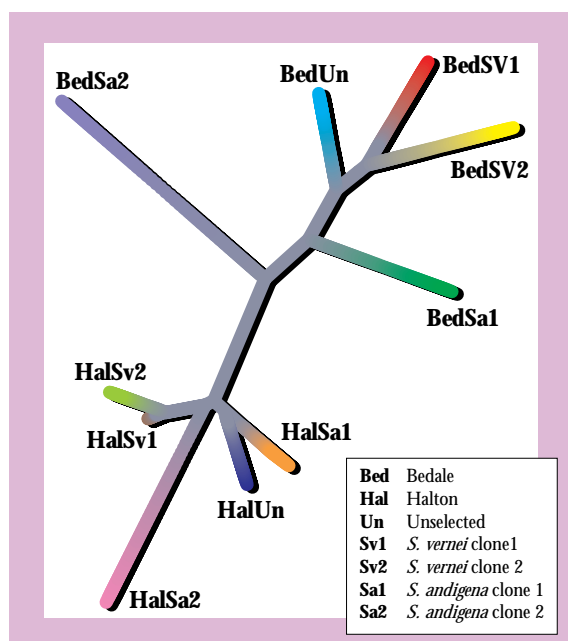 BedSV1
BedUn
BedSa2
BedSV2
BedSa1
HalSv2
HalSv1
HalSa1
HalUn
HalSa2
Bed Bedale
Hal Halton
Un Unselected
Sv1 S. vernei clone1
Sv2 S. vernei clone 2
Sa1 S. andigena clone 1
Sa2 S. andigena clone 2